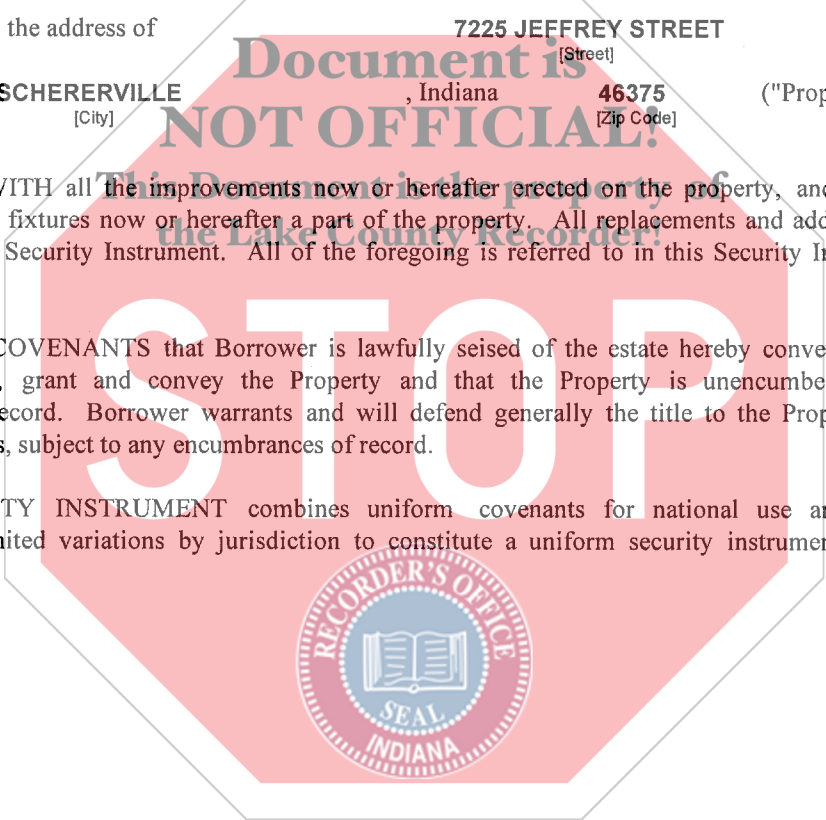 the address of 7225 JEFFREY STREET
[Street]
Document is
SCHERERVILLE , Indiana 46375 ("Prop
[City] [Zip Code]
NOT OFFICIAL!
WITH all the improvements now or hereafter erected on the property, and
This Document is the property of
fixtures now or hereafter a part of the property. All replacements and add
the Lake County Recorder!
Security Instrument. All of the foregoing is referred to in this Security In
STOP
COVENANTS that Borrower is lawfully seised of the estate hereby conve
, grant and convey the Property and that the Property is unencumbe
ecord. Borrower warrants and will defend generally the title to the Prop
s, subject to any encumbrances of record.
TY INSTRUMENT combines uniform covenants for national use an
ited variations by jurisdiction to constitute a uniform security instrumen
RECORDER'S OFFICE
SEAL
INDIANA